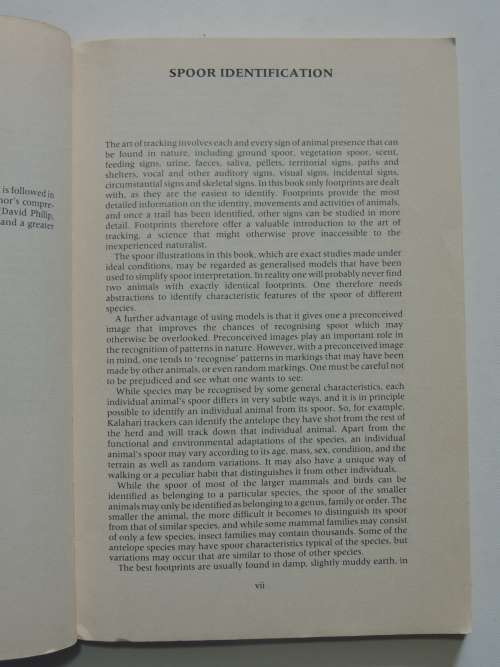 is followed in
or's compre-
David Philip,
and a greater
SPOOR IDENTIFICATION
The art of tracking involves each and every sign of animal presence that can
be found in nature, including ground spoor, vegetation spoor, scent,
feeding signs, urine, faeces, saliva, pellets, territorial signs, paths and
shelters, vocal and other auditory signs, visual signs, incidental signs,
circumstantial signs and skeletal signs. In this book only footprints are dealt
with, as they are the easiest to identify. Footprints provide the most
detailed information on the identity, movements and activities of animals,
and once a trail has been identified, other signs can be studied in more
detail. Footprints therefore offer a valuable introduction to the art of
tracking, a science that might otherwise prove inaccessible to the
inexperienced naturalist.
The spoor illustrations in this book, which are exact studies made under
ideal conditions, may be regarded as generalised models that have been
used to simplify spoor interpretation. In reality one will probably never find
two animals with exactly identical footprints. One therefore needs
abstractions to identify characteristic features of the spoor of different
species.
A further advantage of using models is that it gives one a preconceived
image that improves the chances of recognising spoor which may
otherwise be overlooked. Preconceived images play an important role in
the recognition of patterns in nature. However, with a preconceived image
in mind, one tends to 'recognise' patterns in markings that may have been
made by other animals, or even random markings. One must be careful not
to be prejudiced and see what one wants to see.
While species may be recognised by some general characteristics, each
individual animal's spoor differs in very subtle ways, and it is in principle
possible to identify an individual animal from its spoor. So, for example,
Kalahari trackers can identify the antelope they have shot from the rest of
the herd and will track down that individual animal. Apart from the
functional and environmental adaptations of the species, an individual
animal's spoor may vary according to its age, mass, sex, condition, and the
terrain as well as random variations. It may also have a unique way of
walking or a peculiar habit that distinguishes it from other individuals.
While the spoor of most of the larger mammals and birds can be
identified as belonging to a particular species, the spoor of the smaller
animals may only be identified as belonging to a genus, family or order. The
smaller the animal, the more difficult it becomes to distinguish its spoor
from that of similar species, and while some mammal families may consist
of only a few species, insect families may contain thousands. Some of the
antelope species may have spoor characteristics typical of the species, but
variations may occur that are similar to those of other species.
The best footprints are usually found in damp, slightly muddy earth, in
vii